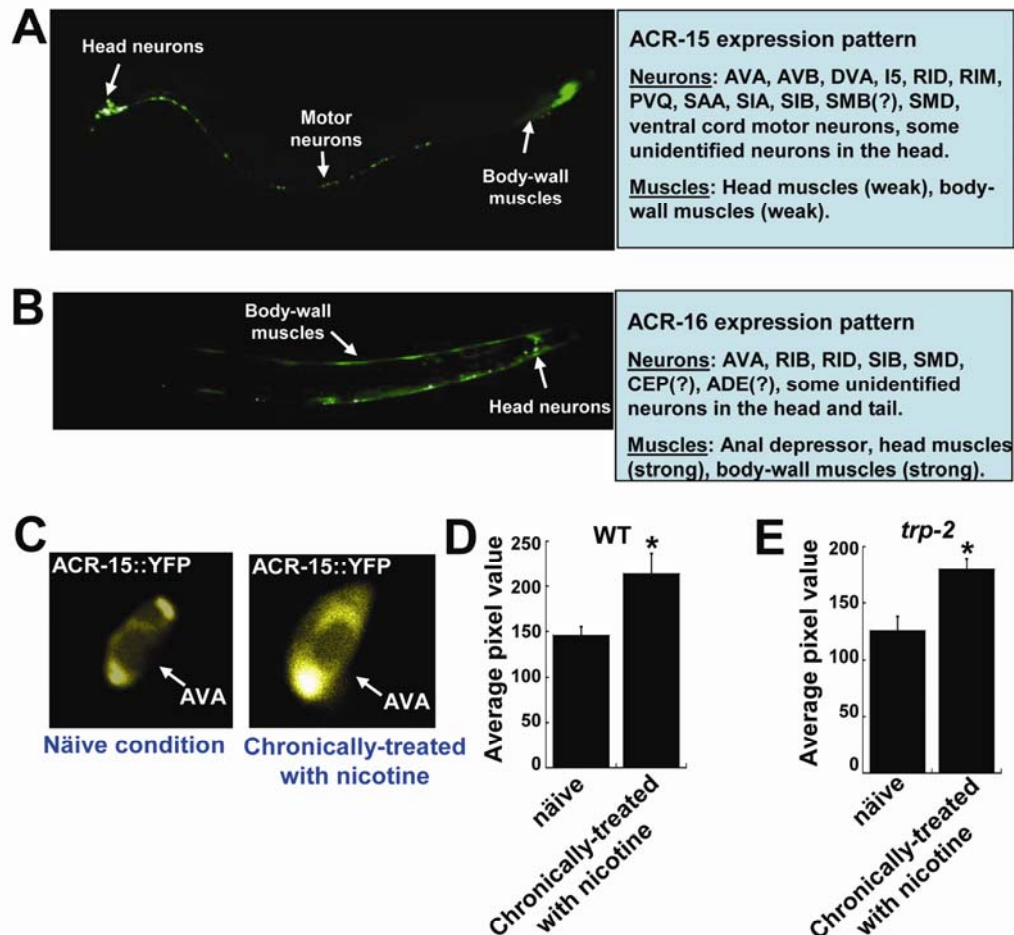 A
Head neurons
Motor
neurons
Body-wall
muscles
ACR-15 expression pattern
Neurons: AVA, AVB, DVA, I5, RID, RIM,
PVQ, SAA, SIA, SIB, SMB(?), SMD,
ventral cord motor neurons, some
unidentified neurons in the head.
Muscles: Head muscles (weak), body-
wall muscles (weak).
B
Body-wall
muscles
Head neurons
ACR-16 expression pattern
Neurons: AVA, RIB, RID, SIB, SMD,
CEP(?), ADE(?), some unidentified
neurons in the head and tail.
Muscles: Anal depressor, head muscles
(strong), body-wall muscles (strong).
C
ACR-15::YFP
AVA
Näive condition
ACR-15::YFP
AVA
Chronically-treated
with nicotine
D
WT
*
Average pixel value
250
200
150
100
50
0
näive
Chronically-treated
with nicotine
E
trp-2
*
Average pixel value
200
150
100
50
0
näive
Chronically-treated
with nicotine